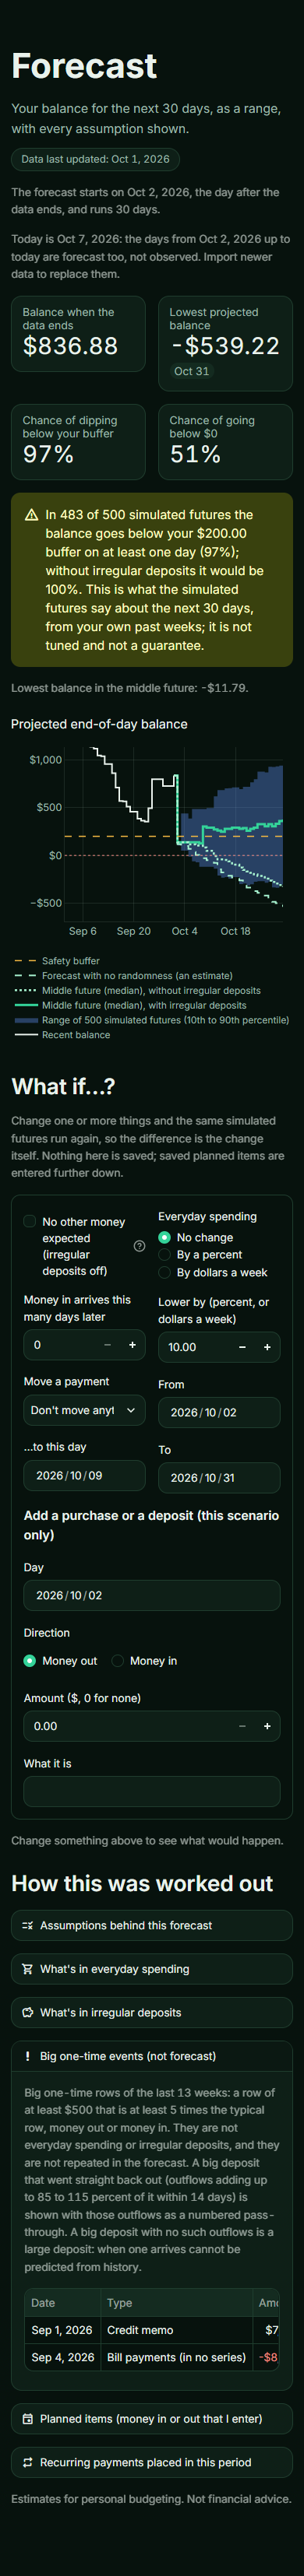 Forecast
Your balance for the next 30 days, as a range,
with every assumption shown.
Data last updated: Oct 1, 2026
The forecast starts on Oct 2, 2026, the day after the
data ends, and runs 30 days.
Today is Oct 7, 2026: the days from Oct 2, 2026 up to
today are forecast too, not observed. Import newer
data to replace them.
Balance when the
data ends
$836.88
Lowest projected
balance
-$539.22
Oct 31
Chance of dipping
below your buffer
97%
Chance of going
below $0
51%
In 483 of 500 simulated futures the
balance goes below your $200.00
buffer on at least one day (97%);
without irregular deposits it would be
100%. This is what the simulated
futures say about the next 30 days,
from your own past weeks; it is not
tuned and not a guarantee.
Lowest balance in the middle future: -$11.79.
Projected end-of-day balance
$1,000
$500
$0
−$500
Sep 6
Sep 20
Oct 4
Oct 18
Safety buffer
Forecast with no randomness (an estimate)
Middle future (median), without irregular deposits
Middle future (median), with irregular deposits
Range of 500 simulated futures (10th to 90th percentile)
Recent balance
What if...?
Change one or more things and the same simulated
futures run again, so the difference is the change
itself. Nothing here is saved; saved planned items are
entered further down.
No other money
expected
(irregular
deposits off)
Everyday spending
No change
By a percent
By dollars a week
Money in arrives this
many days later
0
Lower by (percent, or
dollars a week)
10.00
Move a payment
Don't move anyt
From
2026/10/02
...to this day
2026/10/09
To
2026/10/31
Add a purchase or a deposit (this scenario
only)
Day
2026/10/02
Direction
Money out
Money in
Amount ($, 0 for none)
0.00
What it is
Change something above to see what would happen.
How this was worked out
Assumptions behind this forecast
What's in everyday spending
What's in irregular deposits
Big one-time events (not forecast)
Big one-time rows of the last 13 weeks: a row of
at least $500 that is at least 5 times the typical
row, money out or money in. They are not
everyday spending or irregular deposits, and they
are not repeated in the forecast. A big deposit
that went straight back out (outflows adding up
to 85 to 115 percent of it within 14 days) is
shown with those outflows as a numbered pass-
through. A big deposit with no such outflows is a
large deposit: when one arrives cannot be
predicted from history.
Date
Type
Sep 1, 2026
Credit memo
$7
Sep 4, 2026
Bill payments (in no series)
-$8
Planned items (money in or out that I enter)
Recurring payments placed in this period
Estimates for personal budgeting. Not financial advice.